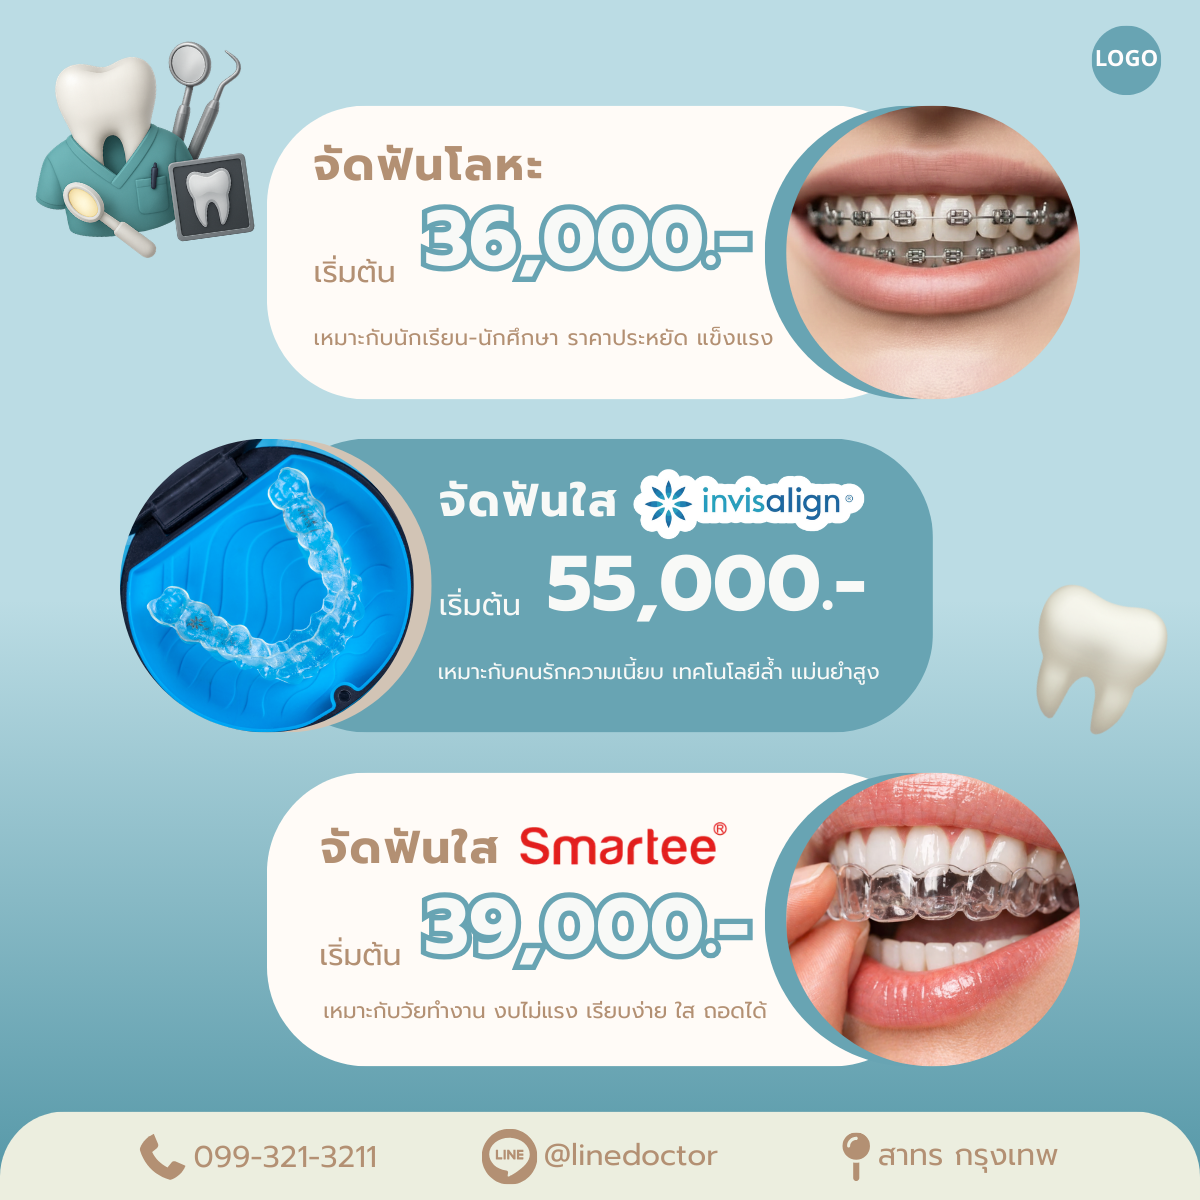 LOGO
จัดฟันโลหะ
เริ่มต้น 36,000.-
เหมาะกับนักเรียน-นักศึกษา ราคาประหยัด แข็งแรง
จัดฟันใส invisalign®
เริ่มต้น 55,000.-
เหมาะกับคนรักความเนี้ยบ เทคโนโลยีล้ำ แม่นยำสูง
จัดฟันใส Smartee®
เริ่มต้น 39,000.-
เหมาะกับวัยทำงาน งบไม่แรง เรียบง่าย ใส ถอดได้
099-321-3211 LINE @linedoctor สาทร กรุงเทพ